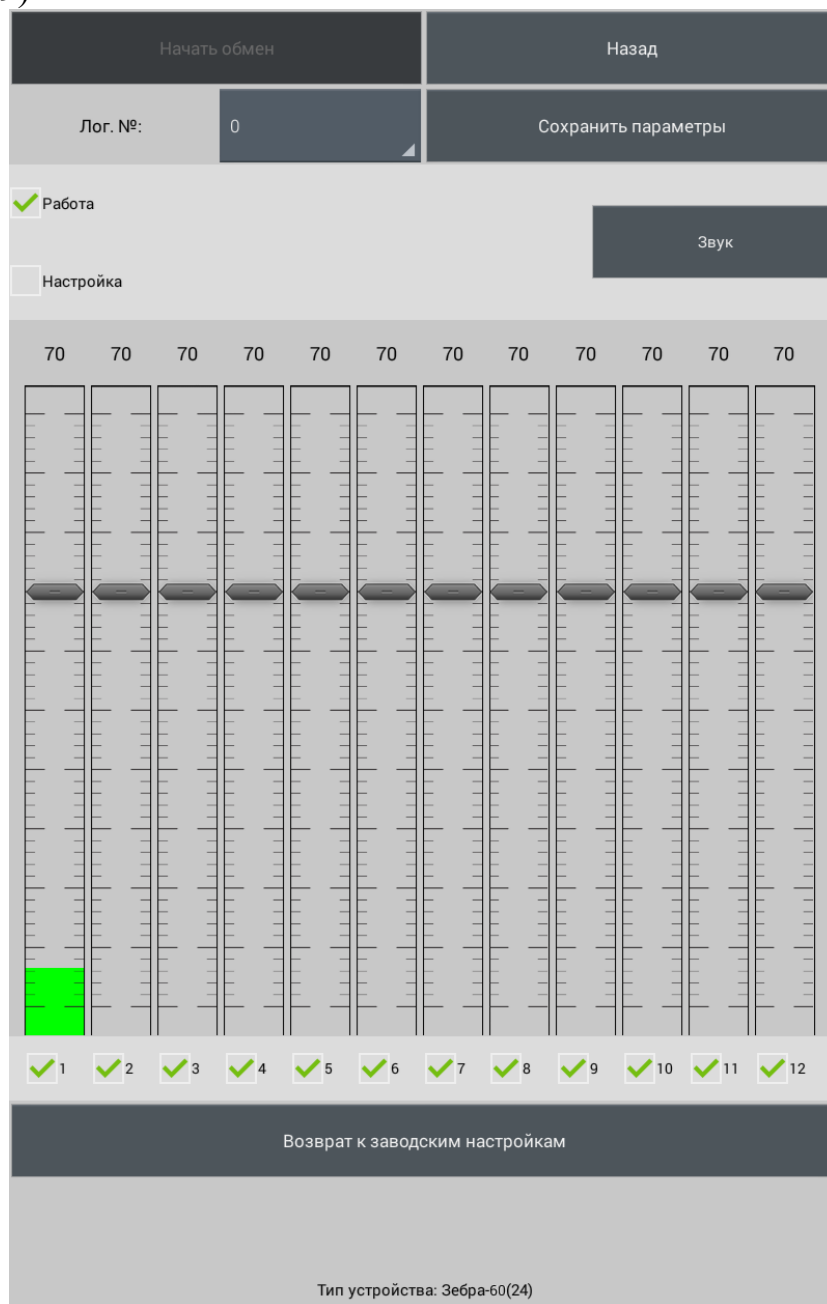 Начать обмен Назад
Лог. №: 0 Сохранить параметры
Работа
Звук
Настройка
70 70 70 70 70 70 70 70 70 70 70 70
1 2 3 4 5 6 7 8 9 10 11 12
Возврат к заводским настройкам
Тип устройства: Зебра-60(24)